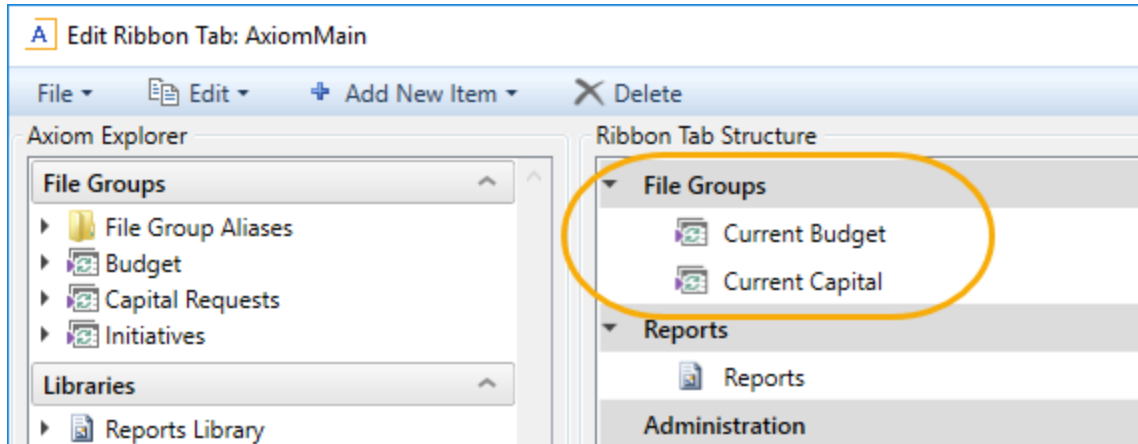 A Edit Ribbon Tab: AxiomMain
File Edit Add New Item Delete
Axiom Explorer
File Groups
File Group Aliases
Budget
Capital Requests
Initiatives
Libraries
Reports Library
Ribbon Tab Structure
File Groups
Current Budget
Current Capital
Reports
Reports
Administration